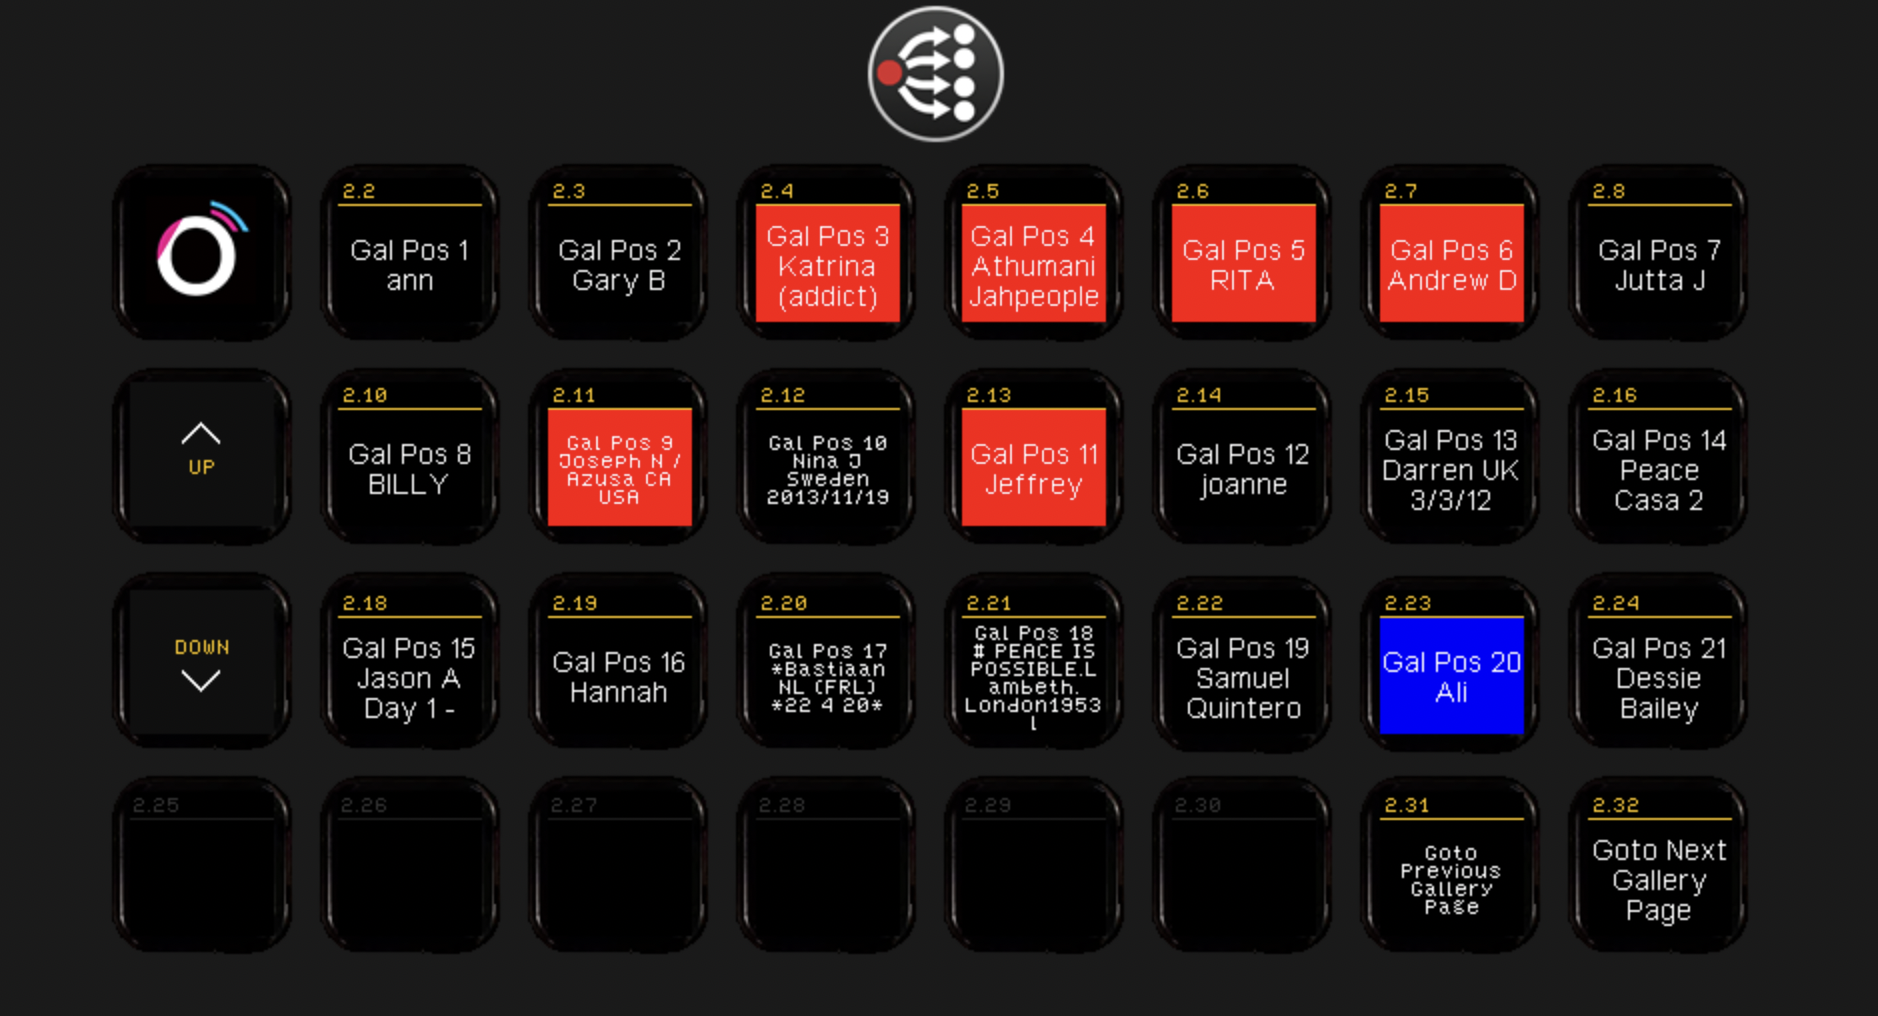 2.2
Gal Pos 1
ann
2.3
Gal Pos 2
Gary B
2.4
Gal Pos 3
Katrina
(addict)
2.5
Gal Pos 4
Athumani
Jahpeople
2.6
Gal Pos 5
RITA
2.7
Gal Pos 6
Andrew D
2.8
Gal Pos 7
Jutta J
UP
2.10
Gal Pos 8
BILLY
2.11
Gal Pos 9
Joseph N /
Azusa CA
USA
2.12
Gal Pos 10
Nina J
Sweden
2013/11/19
2.13
Gal Pos 11
Jeffrey
2.14
Gal Pos 12
joanne
2.15
Gal Pos 13
Darren UK
3/3/12
2.16
Gal Pos 14
Peace
Casa 2
DOWN
2.18
Gal Pos 15
Jason A
Day 1 -
2.19
Gal Pos 16
Hannah
2.20
Gal Pos 17
*Bastiaan
NL (FRL)
*22 4 20*
2.21
Gal Pos 18
# PEACE IS
POSSIBLE.L
ambeth.
London1953
l
2.22
Gal Pos 19
Samuel
Quintero
2.23
Gal Pos 20
Ali
2.24
Gal Pos 21
Dessie
Bailey
2.25
2.26
2.27
2.28
2.29
2.30
2.31
Goto
Previous
Gallery
Page
2.32
Goto Next
Gallery
Page